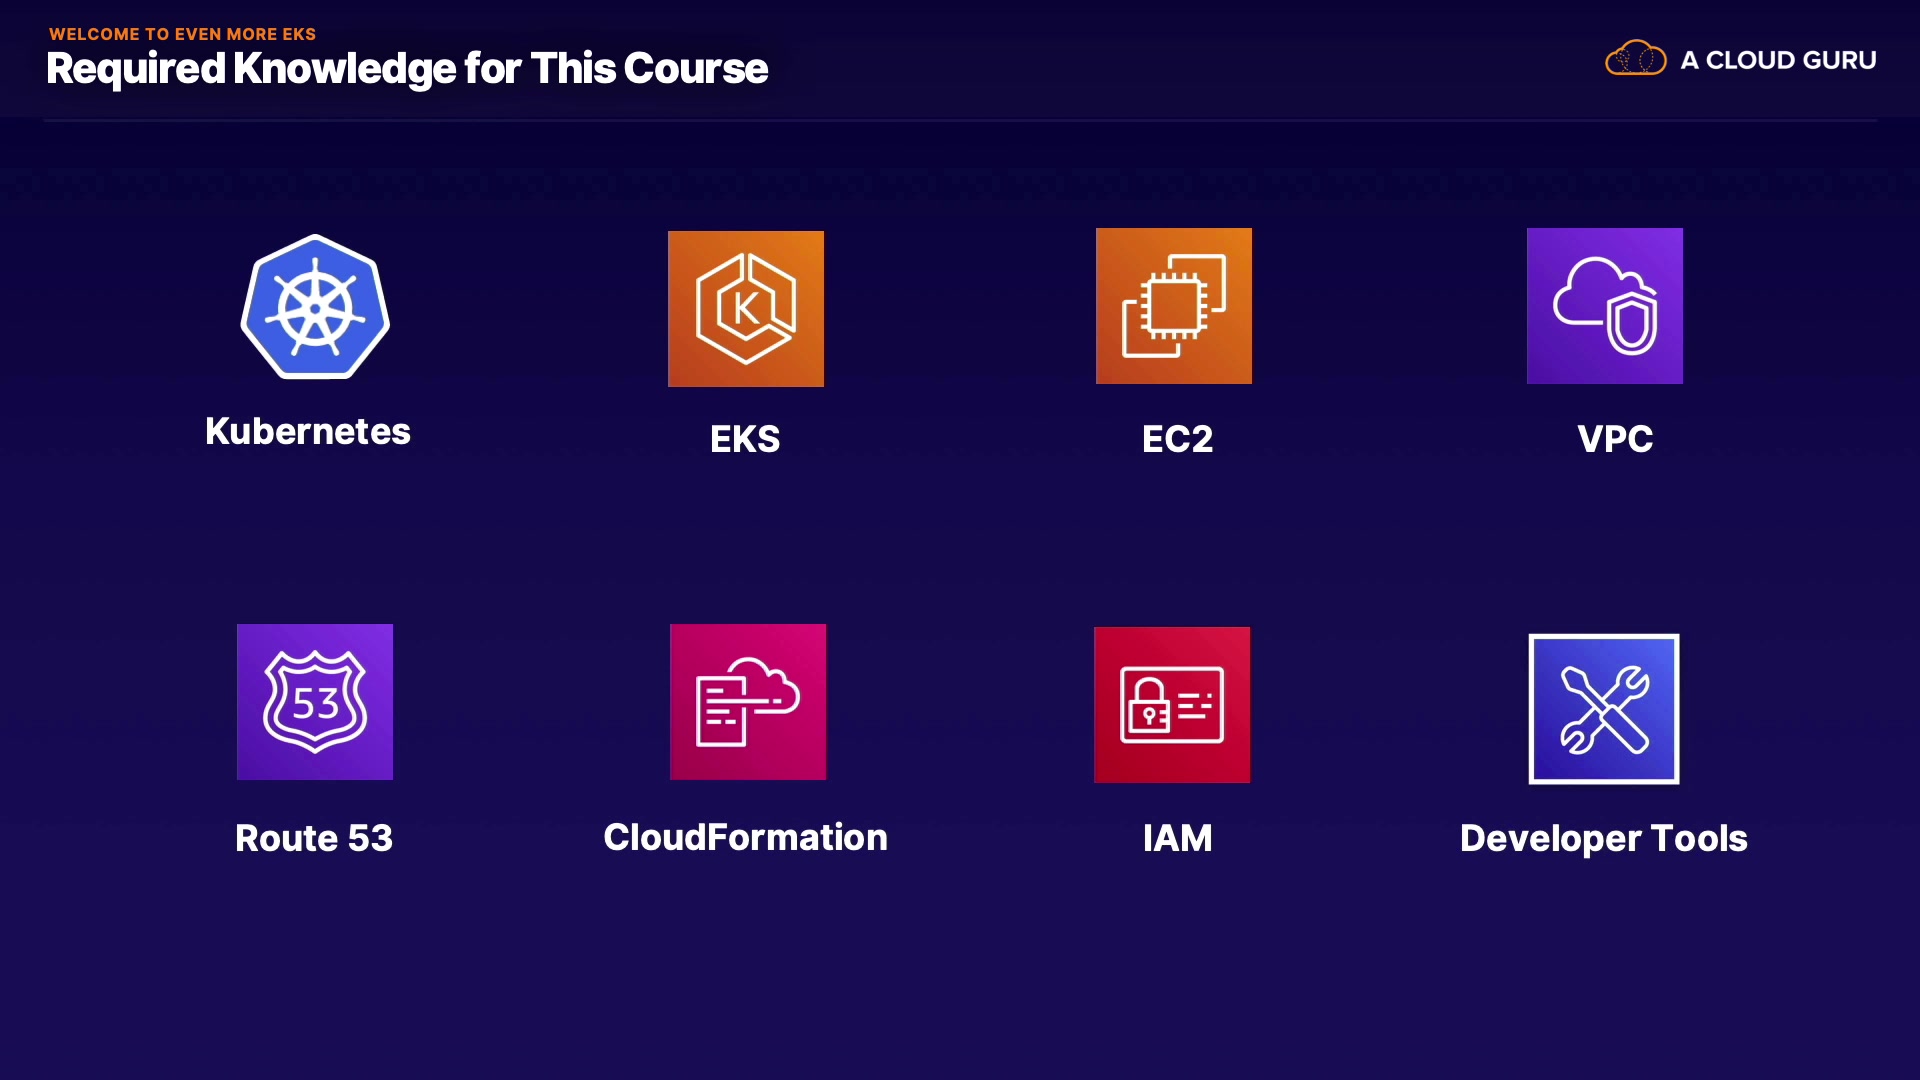 WELCOME TO EVEN MORE EKS
Required Knowledge for This Course
A CLOUD GURU
K
Kubernetes
EKS
EC2
VPC
53
Route 53
CloudFormation
IAM
Developer Tools